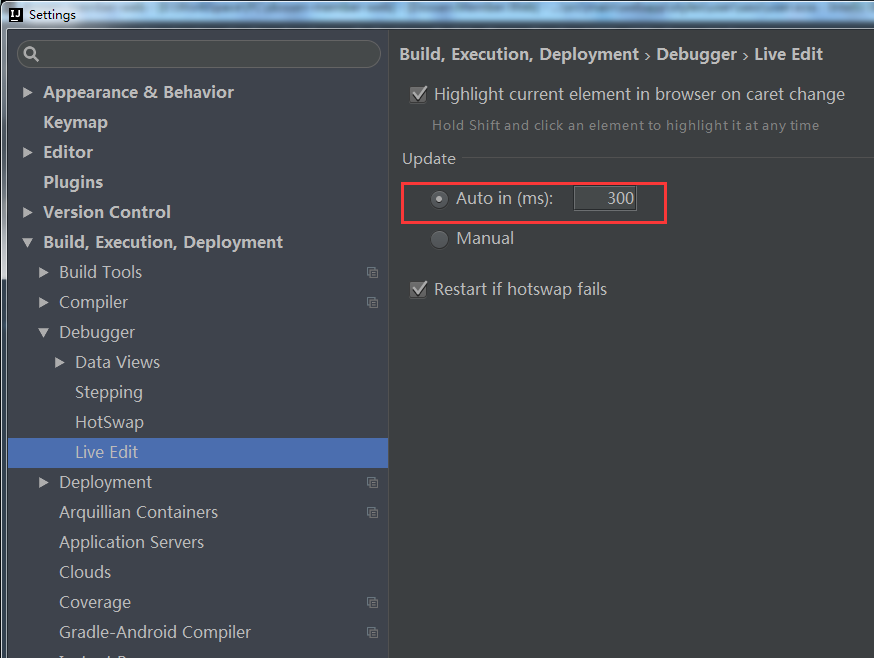 Settings
Build, Execution, Deployment › Debugger › Live Edit
Appearance & Behavior
Keymap
Editor
Plugins
Version Control
Build, Execution, Deployment
Build Tools
Compiler
Debugger
Data Views
Stepping
HotSwap
Live Edit
Deployment
Arquillian Containers
Application Servers
Clouds
Coverage
Gradle-Android Compiler
Highlight current element in browser on caret change
Hold Shift and click an element to highlight it at any time
Update
Auto in (ms): 300
Manual
Restart if hotswap fails